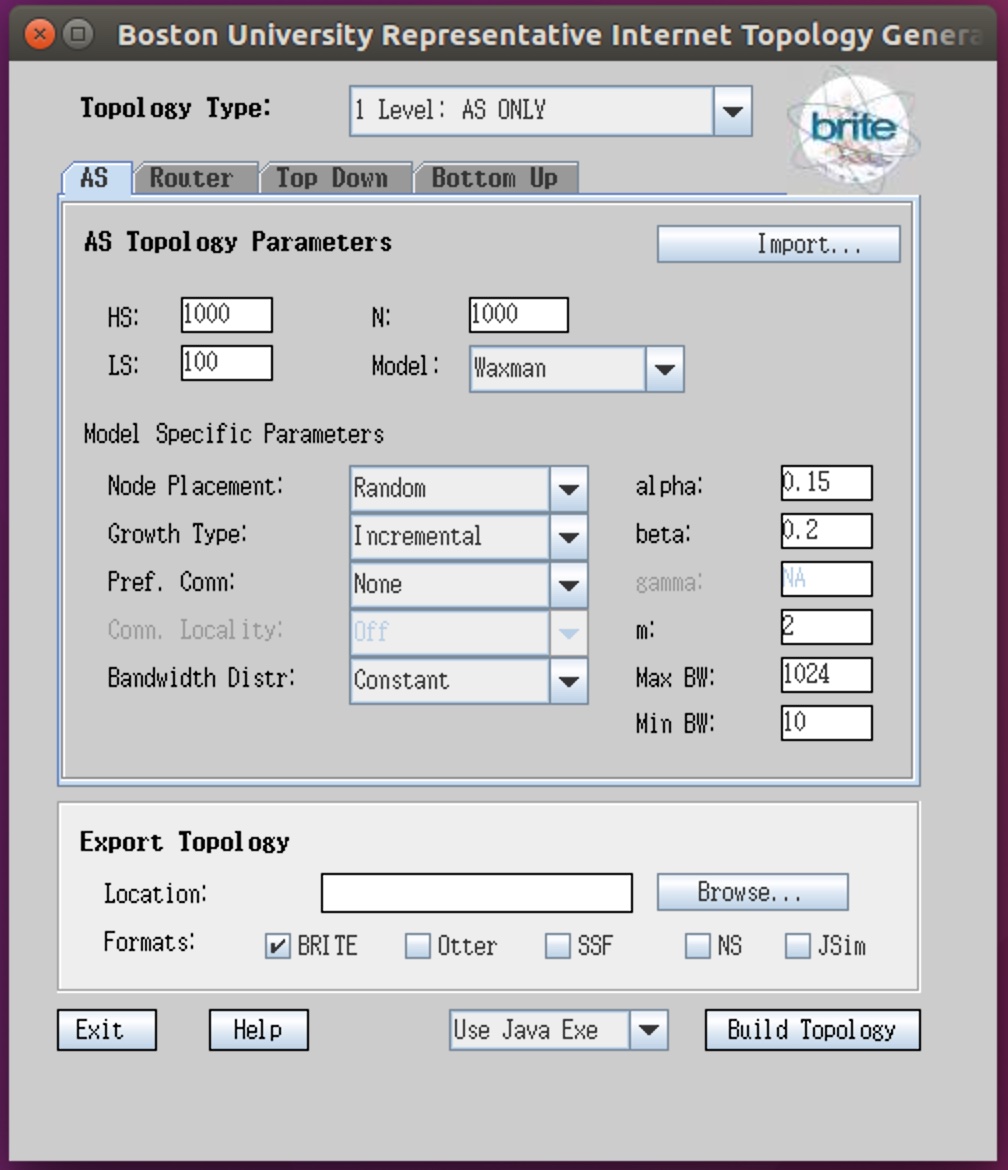 Boston University Representative Internet Topology Genera
Topology Type: 1 Level: AS ONLY
brite
AS Router Top Down Bottom Up
AS Topology Parameters Import...
HS: 1000 N: 1000
LS: 100 Model: Waxman
Model Specific Parameters
Node Placement: Random alpha: 0.15
Growth Type: Incremental beta: 0.2
Pref. Conn: None gamma: NA
Conn. Locality: Off m: 2
Bandwidth Distr: Constant Max BW: 1024
Min BW: 10
Export Topology
Location: Browse...
Formats: BRITE Otter SSF NS JSim
Exit Help Use Java Exe Build Topology